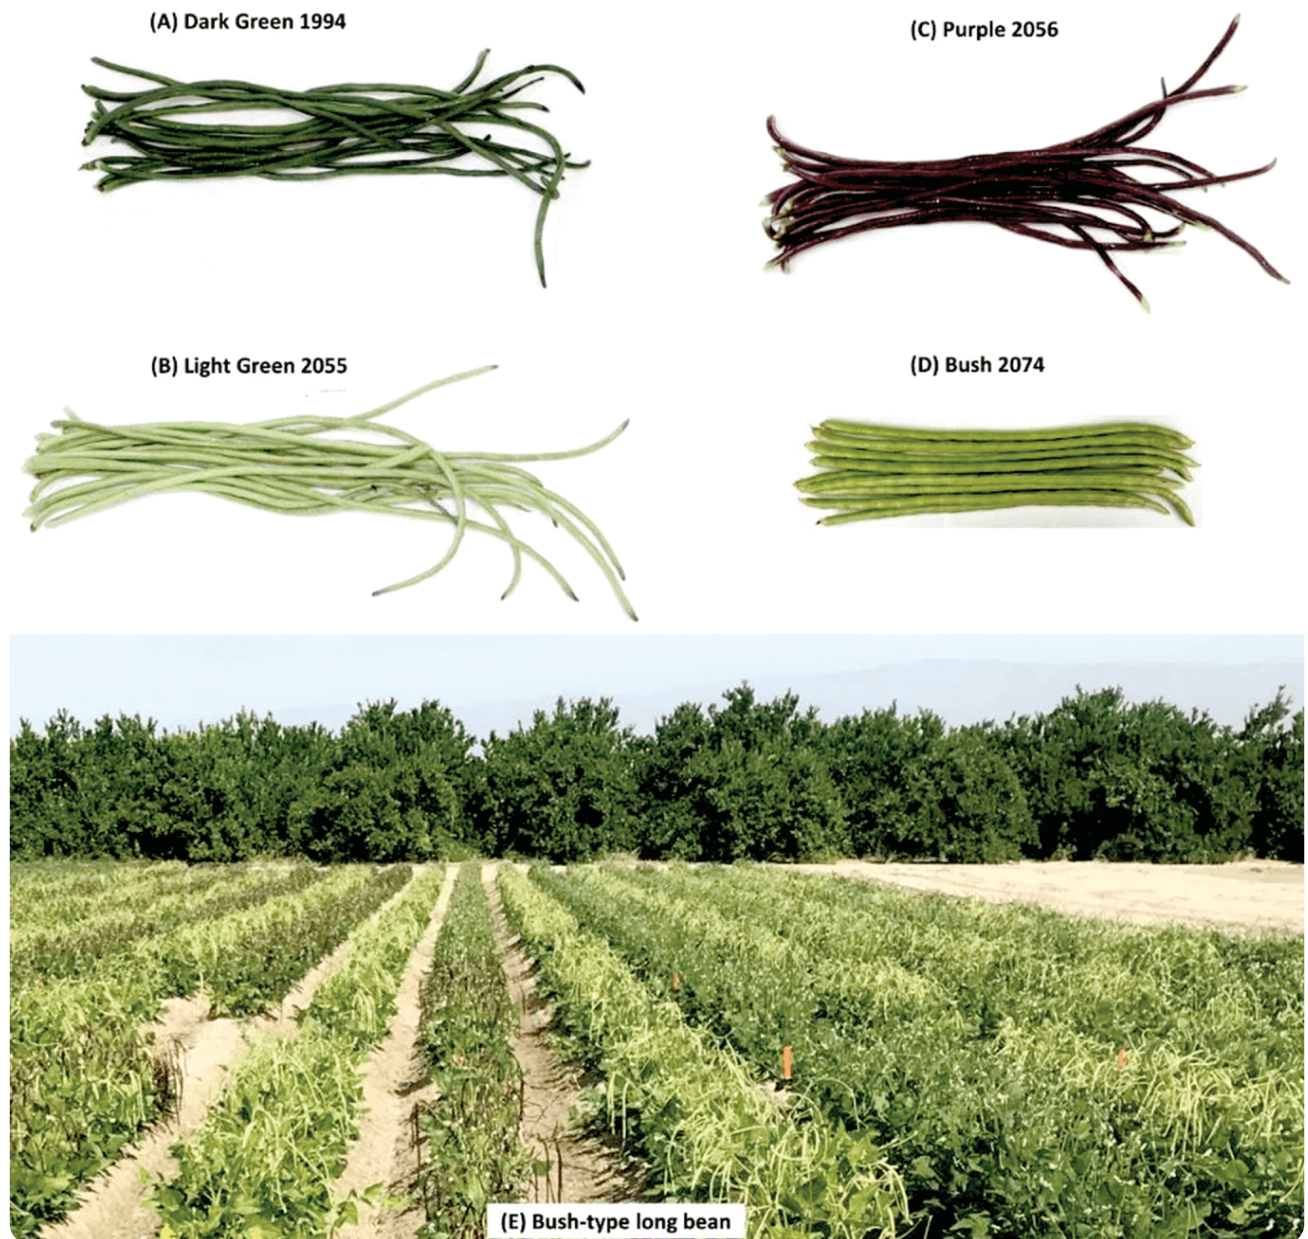 (A) Dark Green 1994
(C) Purple 2056
(B) Light Green 2055
(D) Bush 2074
(E) Bush-type long bean